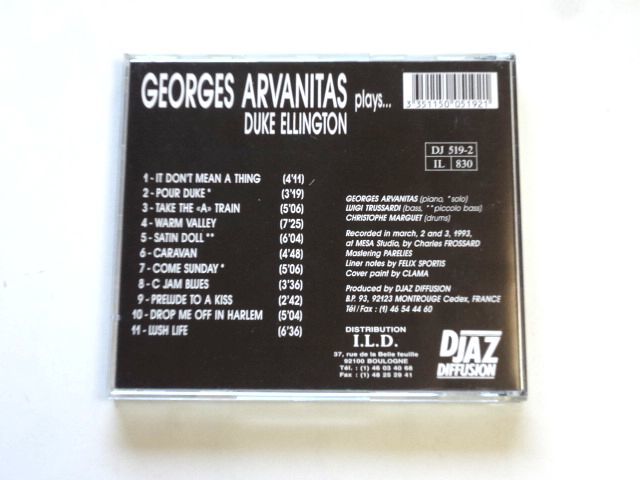 GEORGES ARVANITAS plays...
DUKE ELLINGTON
3 351150 051921
DJ 519-2
IL 830
1 - IT DON'T MEAN A THING (4'11)
2 - POUR DUKE * (3'19)
3 - TAKE THE «A» TRAIN (5'06)
4 - WARM VALLEY (7'25)
5 - SATIN DOLL ** (6'04)
6 - CARAVAN (4'48)
7 - COME SUNDAY * (5'06)
8 - C JAM BLUES (3'36)
9 - PRELUDE TO A KISS (2'42)
10 - DROP ME OFF IN HARLEM (5'04)
11 - LUSH LIFE (6'36)
GEORGES ARVANITAS (piano, *solo)
LUIGI TRUSSARDI (bass, **piccolo bass)
CHRISTOPHE MARGUET (drums)
Recorded in march, 2 and 3, 1993,
at MESA Studio, by Charles FROSSARD
Mastering PARELIES
Liner notes by FELIX SPORTIS
Cover paint by CLAMA
Produced by DJAZ DIFFUSION
B.P. 93, 92123 MONTROUGE Cedex, FRANCE
Tél / Fax : (1) 46 54 44 60
DISTRIBUTION
I.L.D.
37, rue de la Belle feuille
92100 BOULOGNE
Tél. : (1) 46 03 40 68
Fax : (1) 48 25 29 41
DJAZ
DIFFUSION